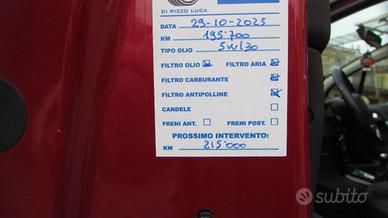 DI RIZZO LUCA
DATA 29-10-2025
KM 195.700
TIPO OLIO 5w/30
FILTRO OLIO FILTRO ARIA
FILTRO CARBURANTE
FILTRO ANTIPOLLINE
CANDELE
FRENI ANT. FRENI POST.
PROSSIMO INTERVENTO:
KM 215.000
subito